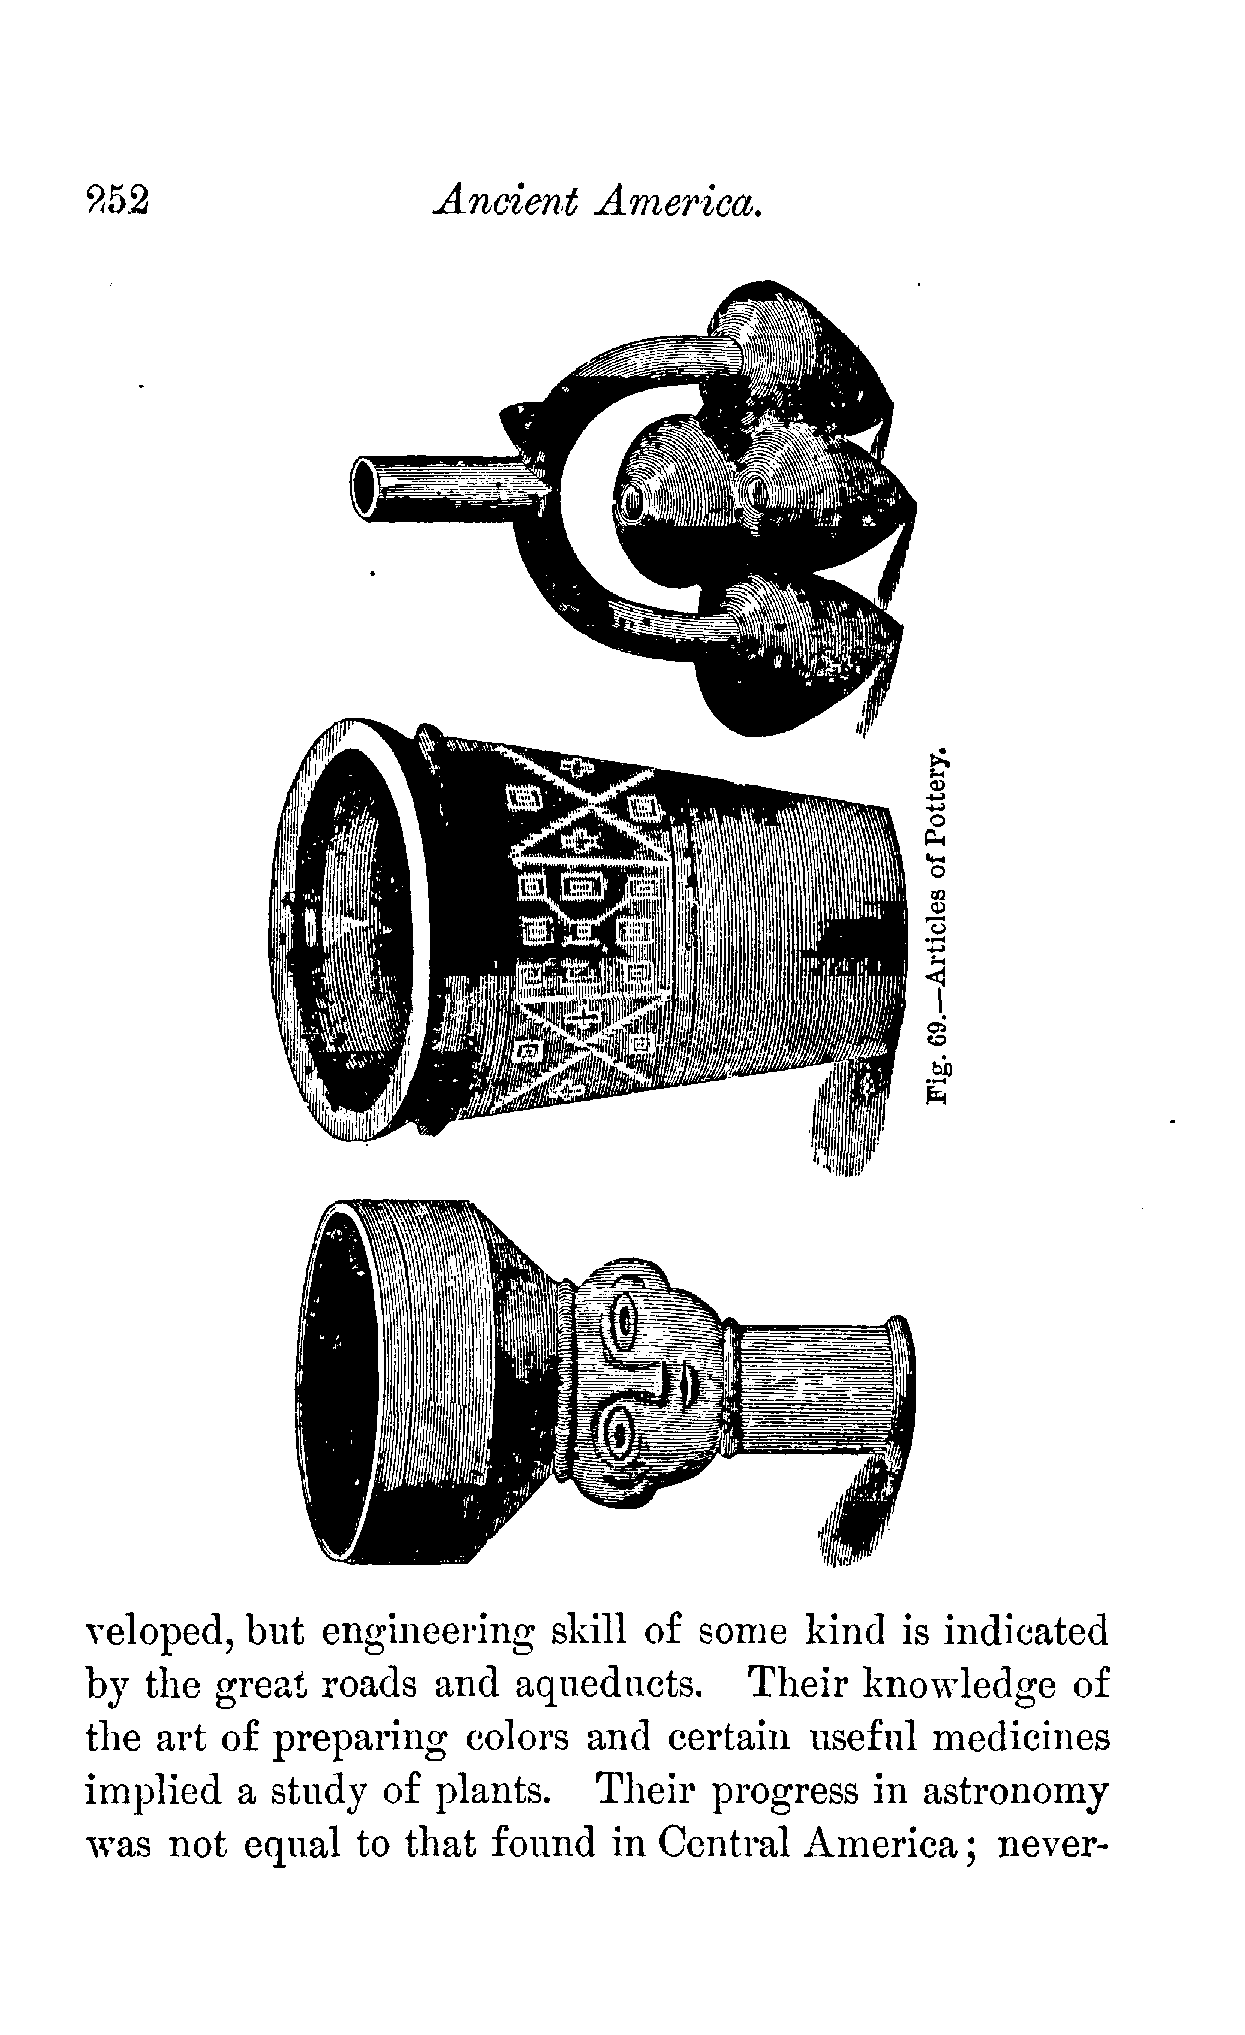 252 Ancient America.
Fig. 69.—Articles of Pottery.
veloped, but engineering skill of some kind is indicated
by the great roads and aqueducts. Their knowledge of
the art of preparing colors and certain useful medicines
implied a study of plants. Their progress in astronomy
was not equal to that found in Central America; never-